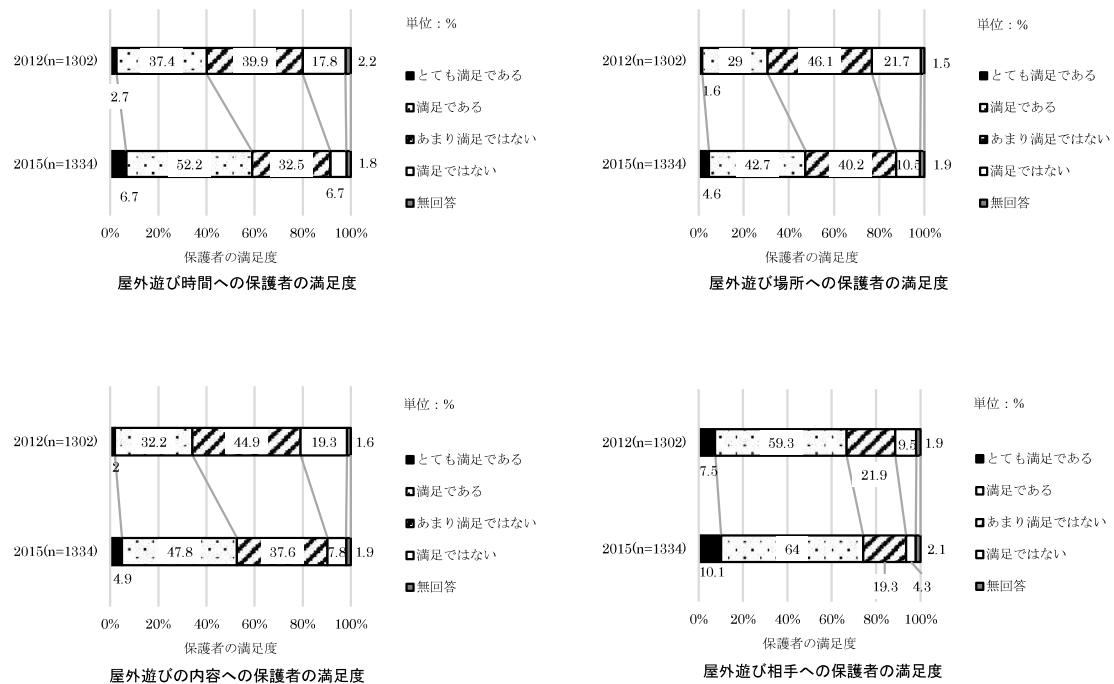 単位：%
2012(n=1302)
37.4
39.9
17.8
2.2
とても満足である
2.7
満足である
あまり満足ではない
2015(n=1334)
52.2
32.5
1.8
満足ではない
6.7
6.7
無回答
0% 20% 40% 60% 80% 100%
保護者の満足度
屋外遊び時間への保護者の満足度
単位：%
2012(n=1302)
29
46.1
21.7
1.5
とても満足である
1.6
満足である
あまり満足ではない
2015(n=1334)
42.7
40.2
10.5
1.9
満足ではない
4.6
無回答
0% 20% 40% 60% 80% 100%
保護者の満足度
屋外遊び場所への保護者の満足度
単位：%
2012(n=1302)
32.2
44.9
19.3
1.6
とても満足である
2
満足である
あまり満足ではない
2015(n=1334)
47.8
37.6
7.8
1.9
満足ではない
4.9
無回答
0% 20% 40% 60% 80% 100%
保護者の満足度
屋外遊びの内容への保護者の満足度
単位：%
2012(n=1302)
59.3
9.5
1.9
とても満足である
7.5
21.9
満足である
あまり満足ではない
2015(n=1334)
64
2.1
満足ではない
10.1
19.3
4.3
無回答
0% 20% 40% 60% 80% 100%
保護者の満足度
屋外遊び相手への保護者の満足度